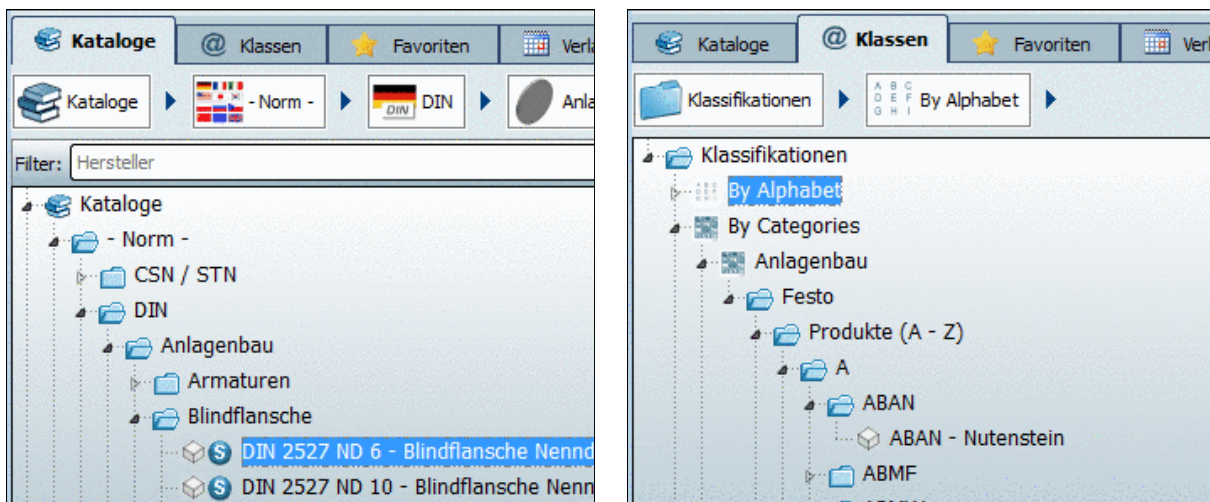 Kataloge
Klassen
Favoriten
Kataloge
- Norm -
DIN
DIN
Filter:
Hersteller
Kataloge
- Norm -
CSN / STN
DIN
Anlagenbau
Armaturen
Blindflansche
S DIN 2527 ND 6 - Blindflansche
S DIN 2527 ND 10 - Blindflansche
Kataloge
@ Klassen
Favoriten
Klassifikationen
A B C
D E F
G H I
By Alphabet
Klassifikationen
By Alphabet
By Categories
Anlagenbau
Festo
Produkte (A - Z)
A
ABAN
ABAN - Nutenstein
ABMF